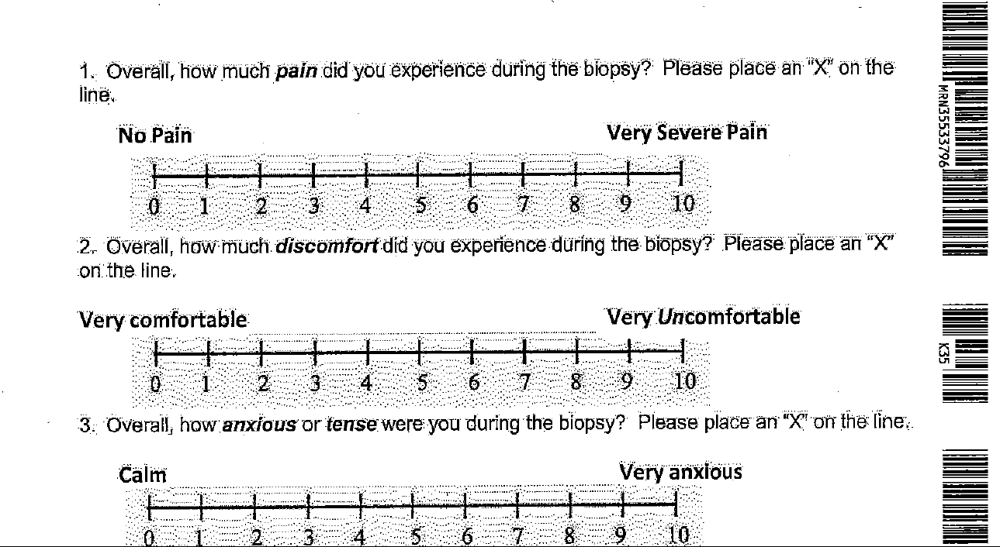 1. Overall, how much pain did you experience during the biopsy? Please place an "X" on the
line.
No Pain Very Severe Pain
0 1 2 3 4 5 6 7 8 9 10
2. Overall, how much discomfort did you experience during the biopsy? Please place an "X"
on the line.
Very comfortable Very Uncomfortable
0 1 2 3 4 5 6 7 8 9 10
3. Overall, how anxious or tense were you during the biopsy? Please place an "X" on the line.
Calm Very anxious
0 1 2 3 4 5 6 7 8 9 10
MRN35533796
K35